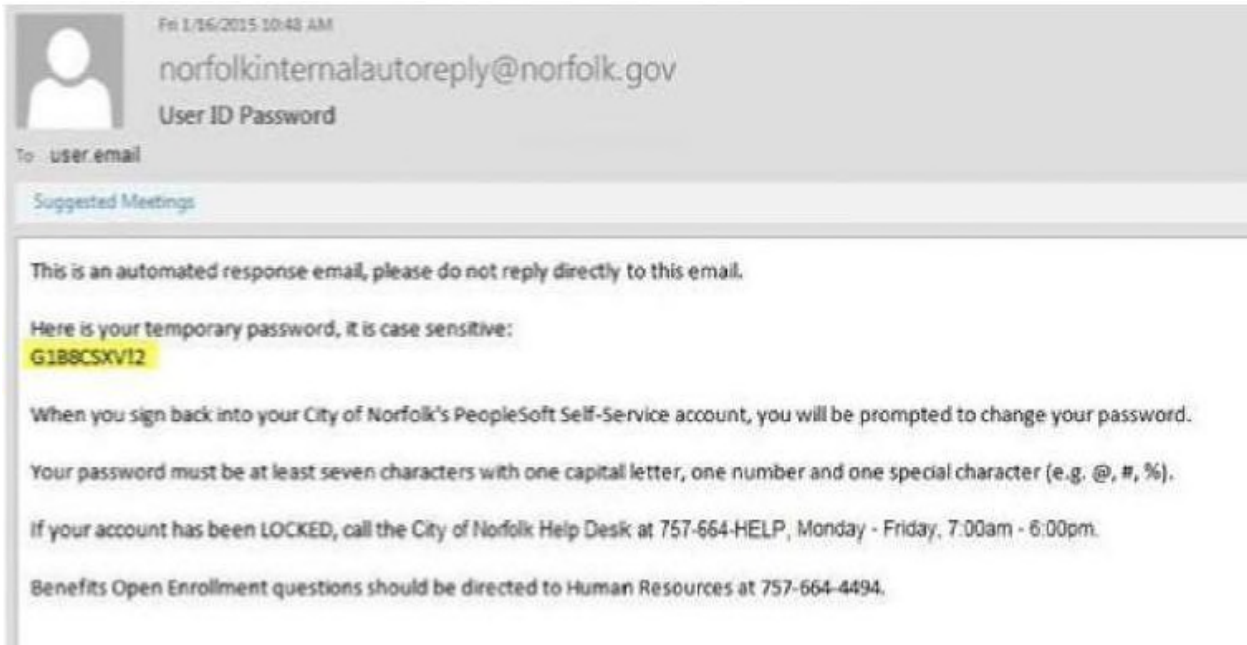 Fri 1/16/2015 10:48 AM
norfolkinternalautoreply@norfolk.gov
User ID Password
To user.email
Suggested Meetings
This is an automated response email, please do not reply directly to this email.
Here is your temporary password, it is case sensitive:
G1B8CSXV!2
When you sign back into your City of Norfolk's PeopleSoft Self-Service account, you will be prompted to change your password.
Your password must be at least seven characters with one capital letter, one number and one special character (e.g. @, #, %).
If your account has been LOCKED, call the City of Norfolk Help Desk at 757-664-HELP, Monday - Friday, 7:00am - 6:00pm.
Benefits Open Enrollment questions should be directed to Human Resources at 757-664-4494.